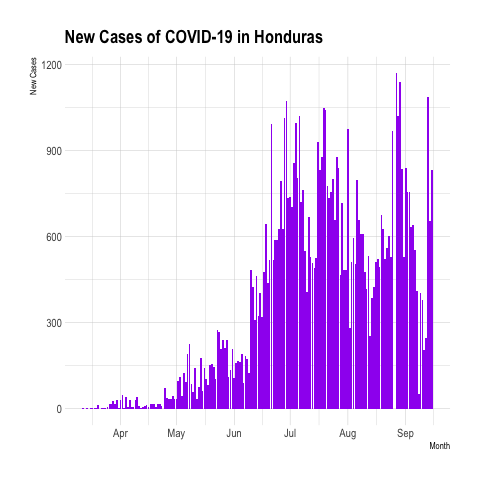 New Cases of COVID-19 in Honduras
New Cases
1200
900
600
300
0
Apr May Jun Jul Aug Sep
Month